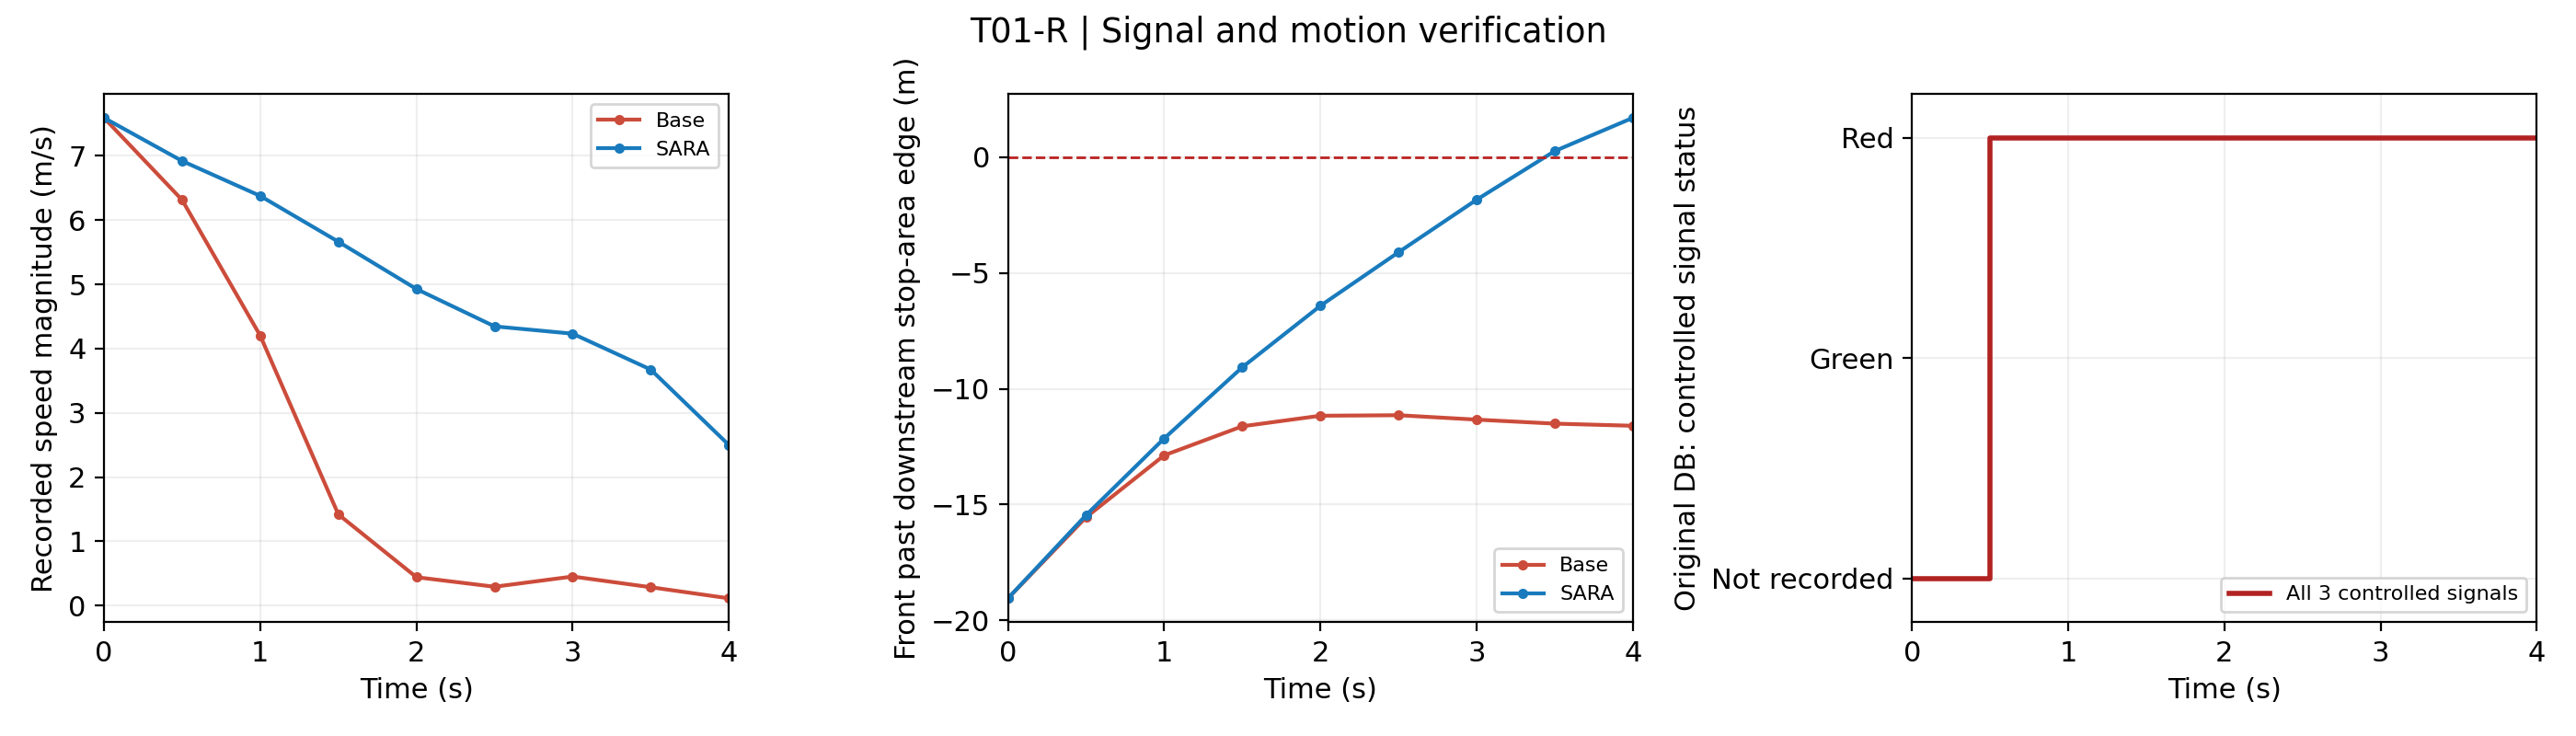 T01-R | Signal and motion verification
Recorded speed magnitude (m/s)
7
6
5
4
3
2
1
0
0 1 2 3 4
Time (s)
Base
SARA
Front past downstream stop-area edge (m)
0
−5
−10
−15
−20
0 1 2 3 4
Time (s)
Base
SARA
Original DB: controlled signal status
Red
Green
Not recorded
0 1 2 3 4
Time (s)
All 3 controlled signals